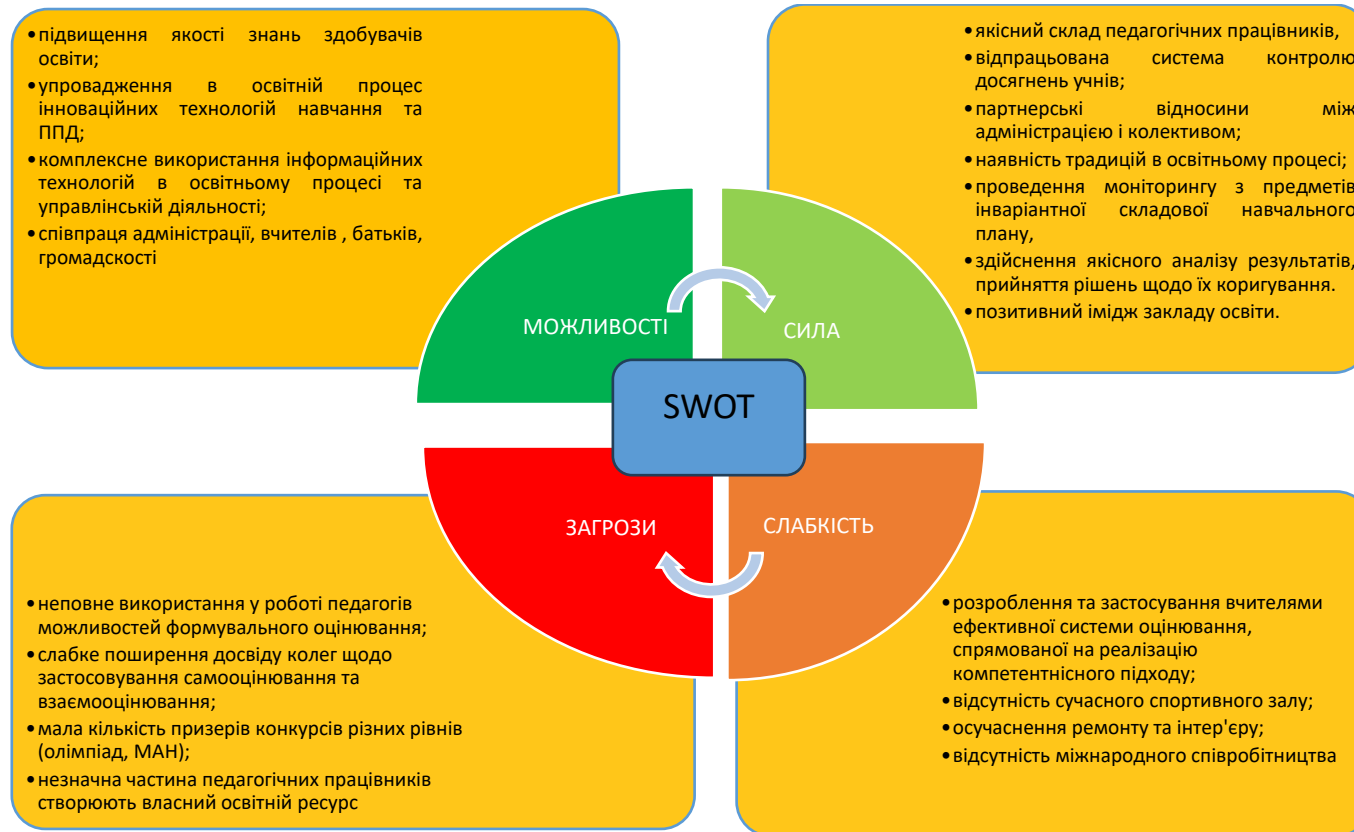 •підвищення якості знань здобувачів
освіти;
•упровадження в освітній процес
інноваційних технологій навчання та
ППД;
•комплексне використання інформаційних
технологій в освітньому процесі та
управлінській діяльності;
•співпраця адміністрації, вчителів , батьків,
громадскості
•якісний склад педагогічних працівників,
•відпрацьована система контролю
досягнень учнів;
•партнерські відносини між
адміністрацією і колективом;
•наявність традицій в освітньому процесі;
•проведення моніторингу з предметів
інваріантної складової навчального
плану,
•здійснення якісного аналізу результатів,
прийняття рішень щодо їх коригування.
•позитивний імідж закладу освіти.
МОЖЛИВОСТІ
СИЛА
SWOT
ЗАГРОЗИ
СЛАБКІСТЬ
•неповне використання у роботі педагогів
можливостей формувального оцінювання;
•слабке поширення досвіду колег щодо
застосовування самооцінювання та
взаємооцінювання;
•мала кількість призерів конкурсів різних рівнів
(олімпіад, МАН);
•незначна частина педагогічних працівників
створюють власний освітній ресурс
•розроблення та застосування вчителями
ефективної системи оцінювання,
спрямованої на реалізацію
компетентнісного підходу;
•відсутність сучасного спортивного залу;
•осучаснення ремонту та інтер'єру;
•відсутність міжнародного співробітництва